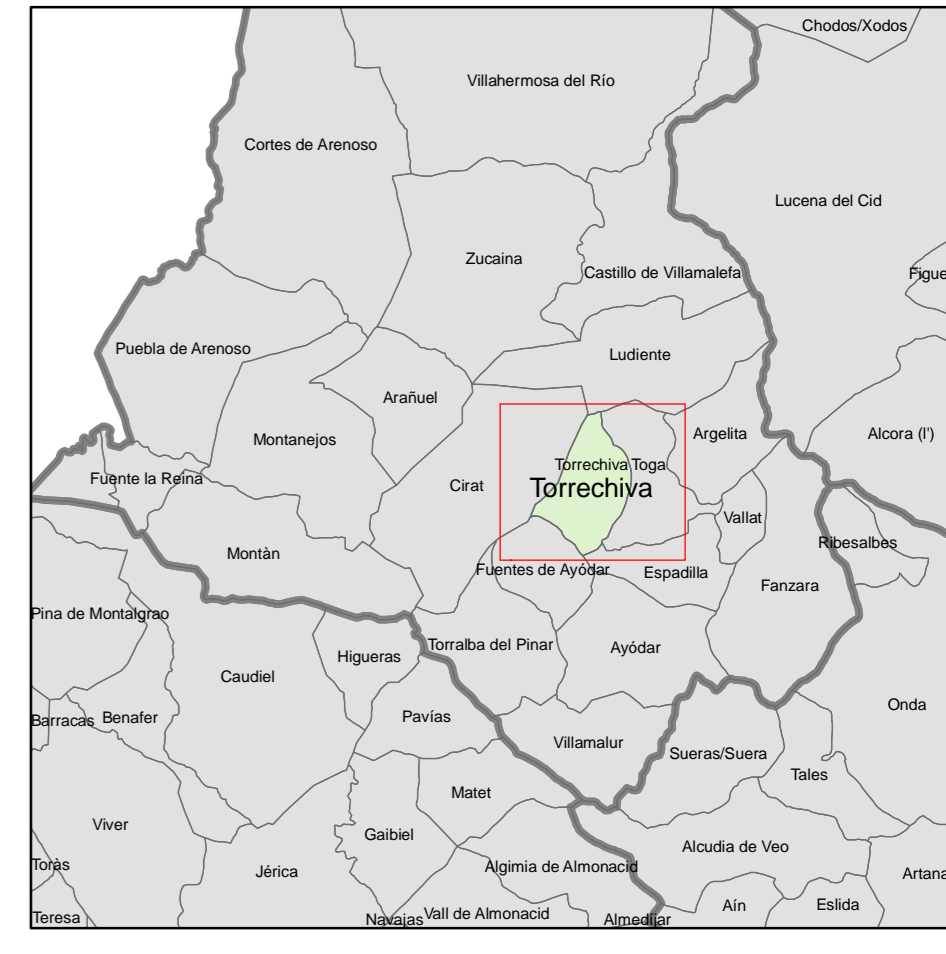 Chodos/Xodos
Villahermosa del Río
Cortes de Arenoso
Lucena del Cid
Zucaina
Castillo de Villamalefa
Figue
Puebla de Arenoso
Ludiente
Arañuel
Montanejos
Argelita
Alcora (l')
Torrechiva
Toga
Fuente la Reina
Cirat
Torrechiva
Vallat
Ribesalbes
Montàn
Fuentes de Ayódar
Espadilla
Fanzara
Pina de Montalgrao
Torralba del Pinar
Ayódar
Higueras
Caudiel
Onda
Barracas
Benafer
Pavías
Villamalur
Sueras/Suera
Tales
Matet
Viver
Gaibiel
Alcudia de Veo
Toràs
Jérica
Algimia de Almonacid
Artana
Aín
Eslida
Teresa
Navajas
Vall de Almonacid
Almedíjar